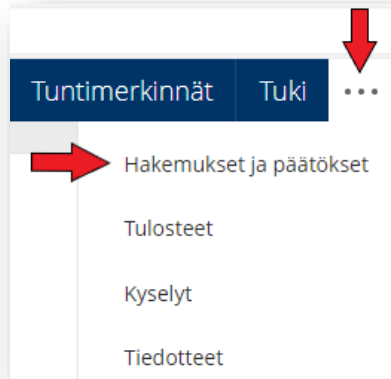 Tuntimerkinnät Tuki ...
Hakemukset ja päätökset
Tulosteet
Kyselyt
Tiedotteet